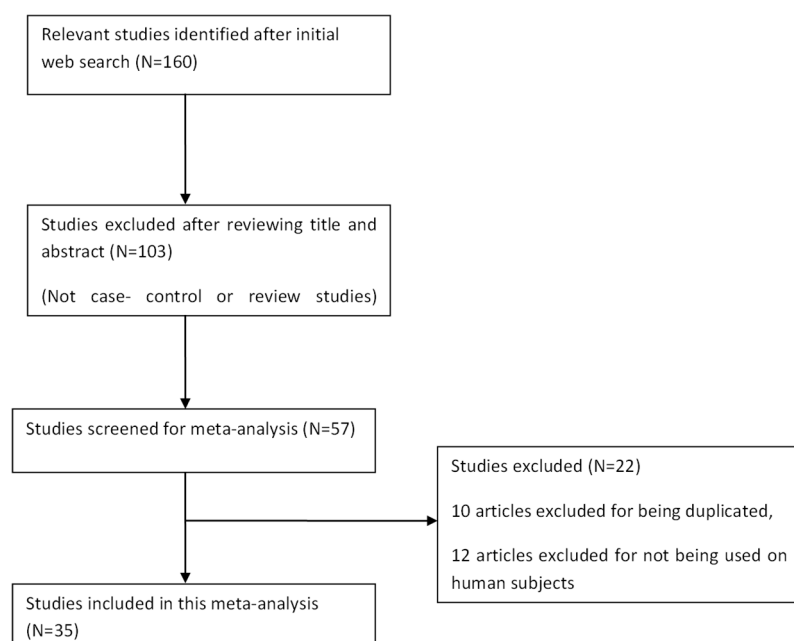 Relevant studies identified after initial
web search (N=160)
Studies excluded after reviewing title and
abstract (N=103)
(Not case- control or review studies)
Studies screened for meta-analysis (N=57)
Studies excluded (N=22)
10 articles excluded for being duplicated,
12 articles excluded for not being used on
human subjects
Studies included in this meta-analysis
(N=35)